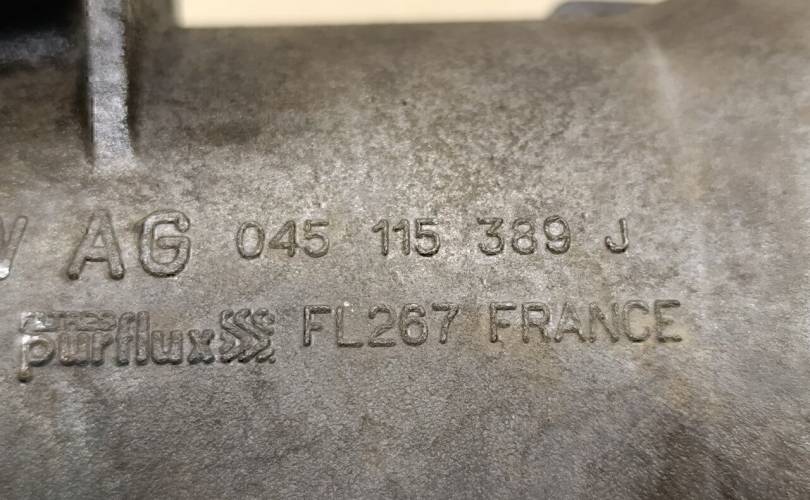 W AG 045 115 389 J
purflux FL267 FRANCE